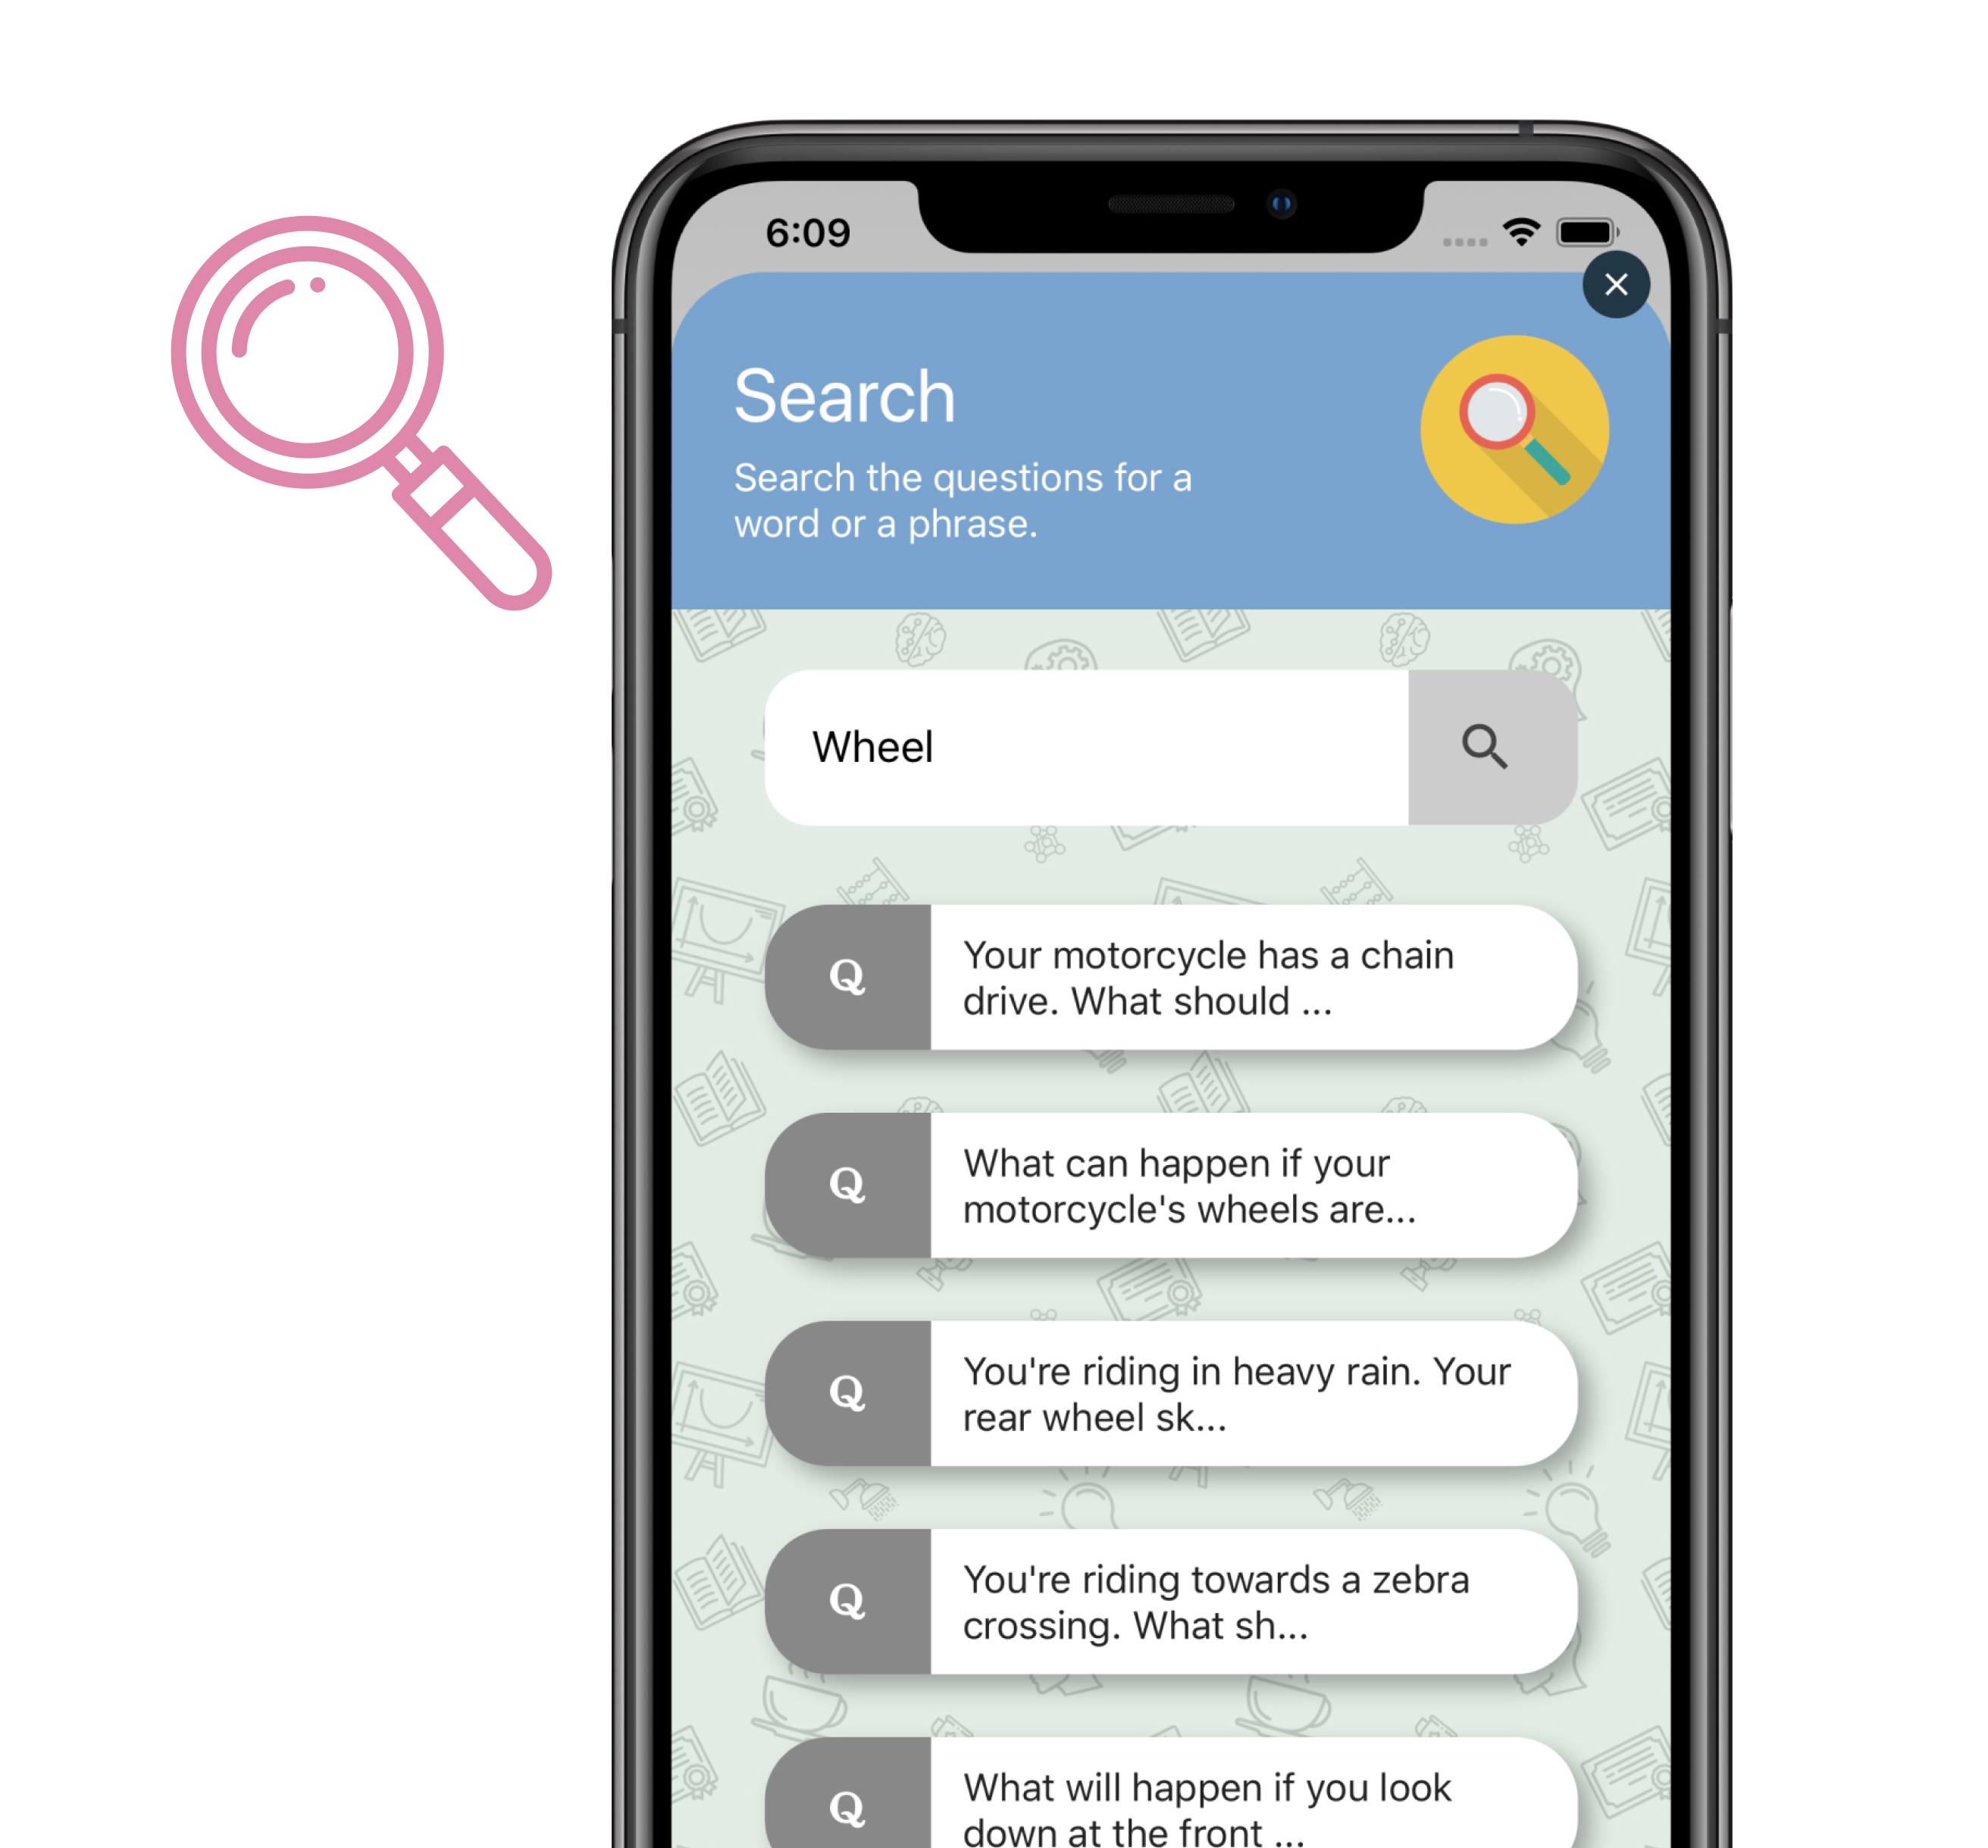 6:09
Search
Search the questions for a
word or a phrase.
Wheel
Q
Your motorcycle has a chain
drive. What should ...
Q
What can happen if your
motorcycle's wheels are...
Q
You're riding in heavy rain. Your
rear wheel sk...
Q
You're riding towards a zebra
crossing. What sh...
Q
What will happen if you look
down at the front ...